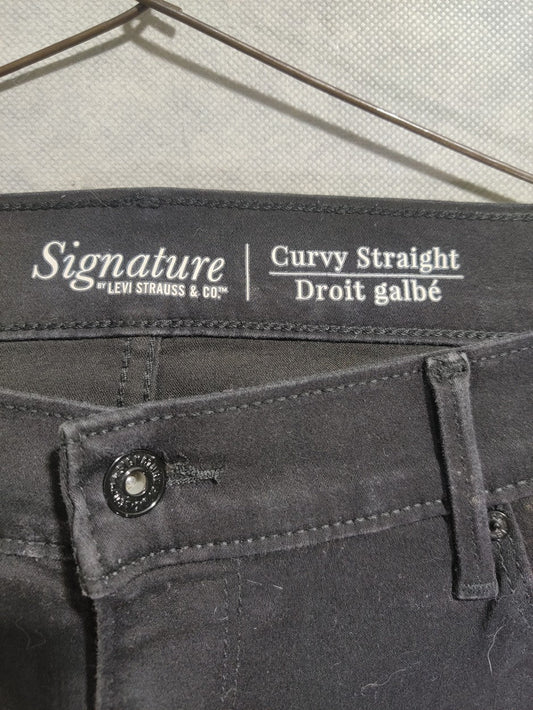 Signature
BY LEVI STRAUSS & CO.™
Curvy Straight
Droit galbé